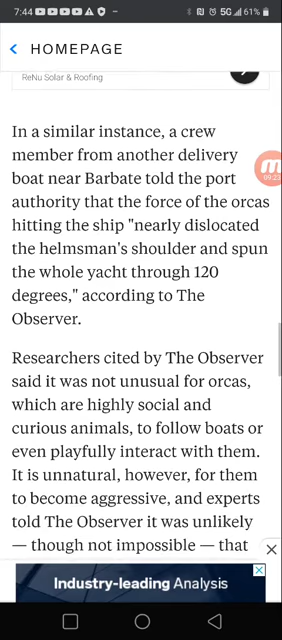 7:44
5G 61%
HOMEPAGE
ReNu Solar & Roofing
In a similar instance, a crew
member from another delivery
boat near Barbate told the port
authority that the force of the orcas
hitting the ship "nearly dislocated
the helmsman's shoulder and spun
the whole yacht through 120
degrees," according to The
Observer.
09:23
Researchers cited by The Observer
said it was not unusual for orcas,
which are highly social and
curious animals, to follow boats or
even playfully interact with them.
It is unnatural, however, for them
to become aggressive, and experts
told The Observer it was unlikely
— though not impossible — that
Industry-leading Analysis